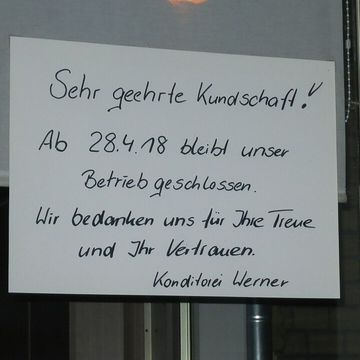 Sehr geehrte Kundschaft!
Ab 28.4.18 bleibt unser
Betrieb geschlossen.
Wir bedanken uns für Ihre Treue
und Ihr Vertrauen.
Konditorei Werner